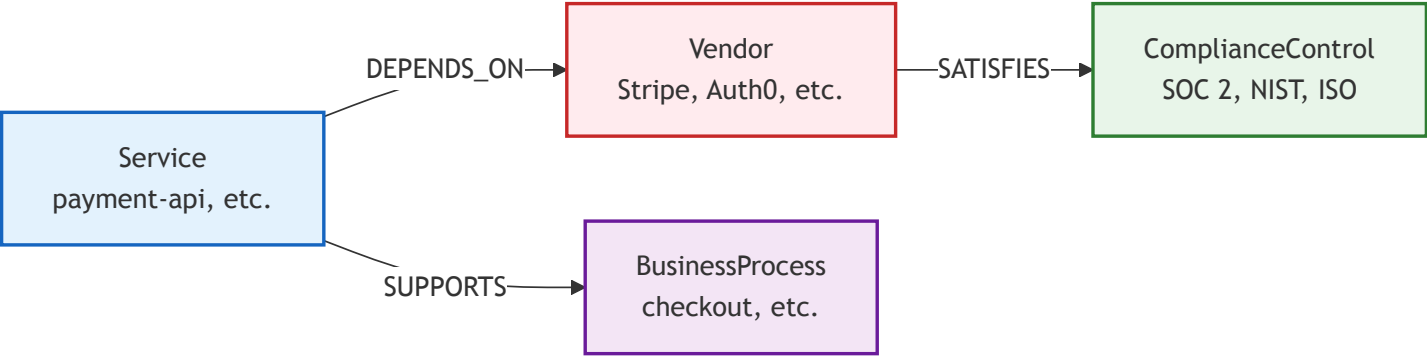 DEPENDS_ON
Vendor
Stripe, Auth0, etc.
SATISFIES
ComplianceControl
SOC 2, NIST, ISO
Service
payment-api, etc.
SUPPORTS
BusinessProcess
checkout, etc.